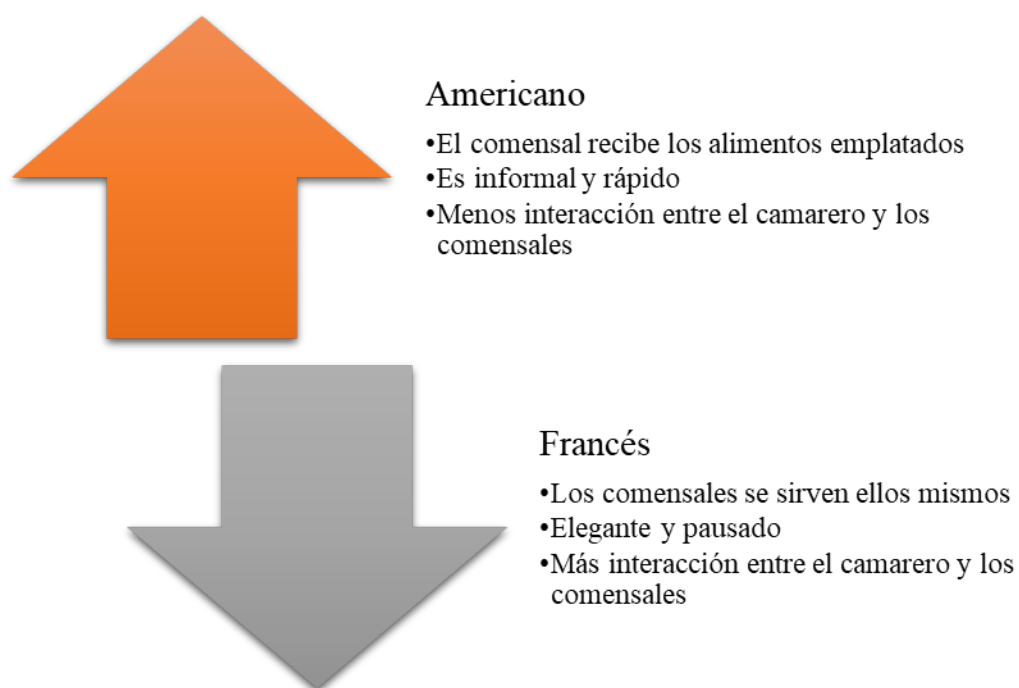 Americano
•El comensal recibe los alimentos emplatados
•Es informal y rápido
•Menos interacción entre el camarero y los
comensales
Francés
•Los comensales se sirven ellos mismos
•Elegante y pausado
•Más interacción entre el camarero y los
comensales